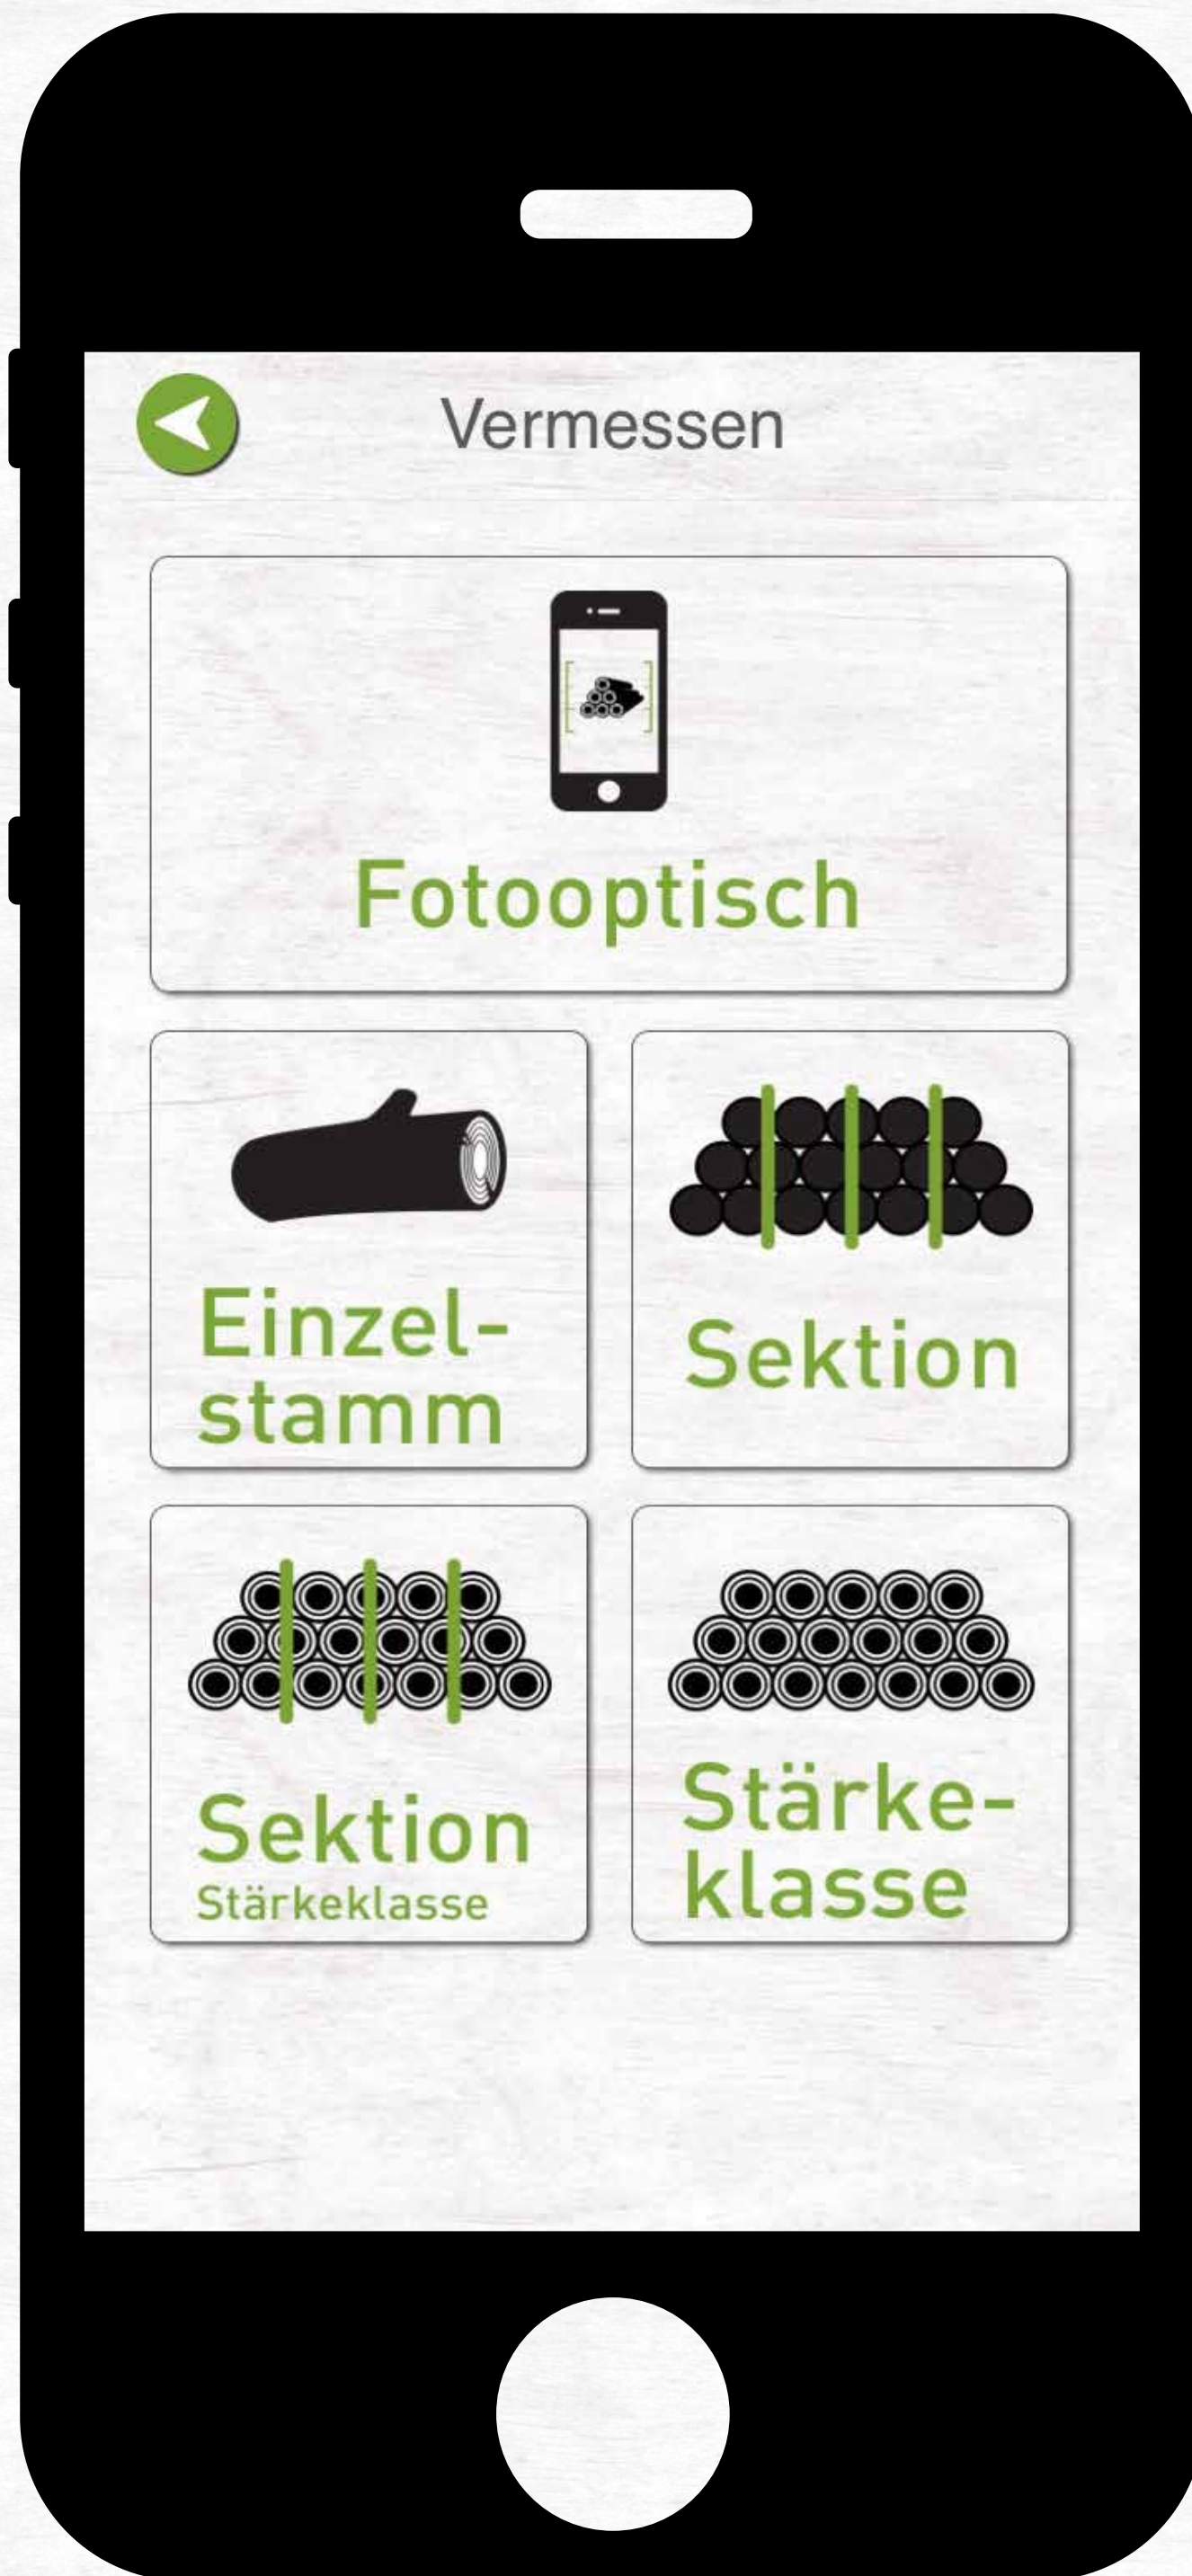 Vermessen
Fotooptisch
Einzel-
stamm
Sektion
Sektion
Stärkeklasse
Stärke-
klasse